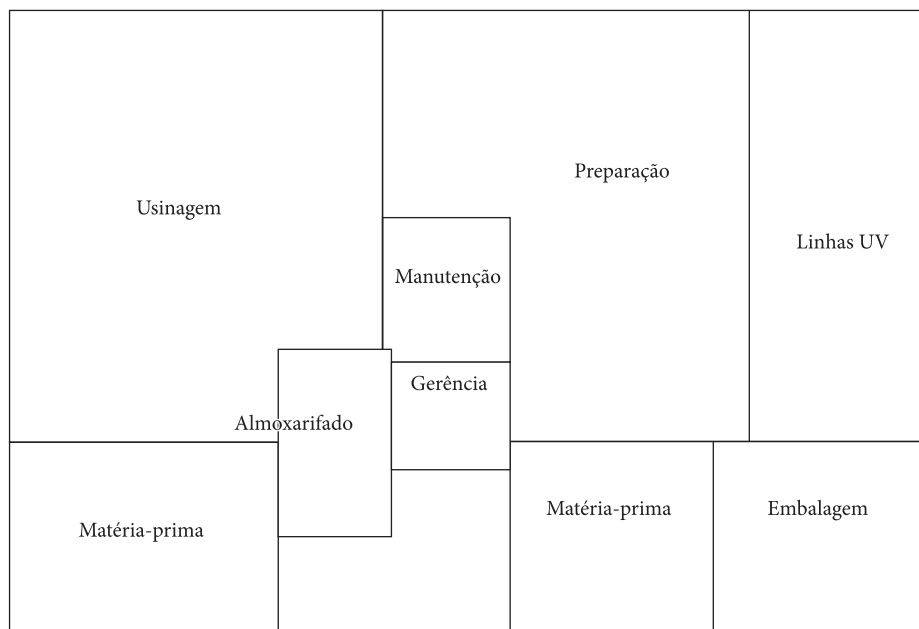 Preparação
Usinagem
Linhas UV
Manutenção
Gerência
Almoxarifado
Matéria-prima
Matéria-prima
Embalagem